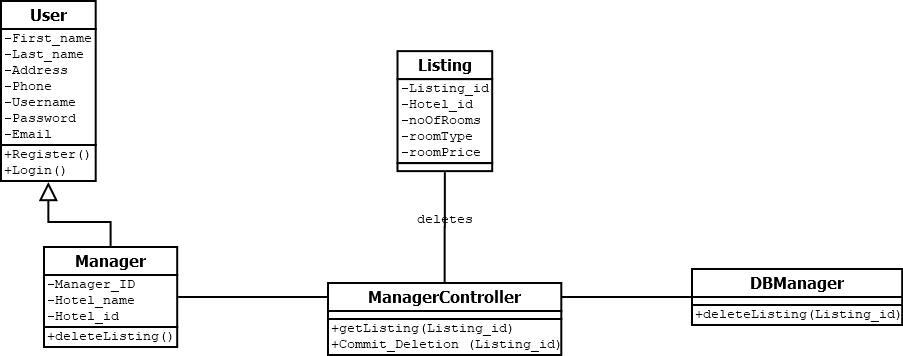 User
-First_name
-Last_name
-Address
-Phone
-Username
-Password
-Email
+Register()
+Login()
Listing
-Listing_id
-Hotel_id
-noOfRooms
-roomType
-roomPrice
deletes
Manager
-Manager_ID
-Hotel_name
-Hotel_id
+deleteListing()
ManagerController
+getListing(Listing_id)
+Commit_Deletion (Listing_id)
DBManager
+deleteListing(Listing_id)